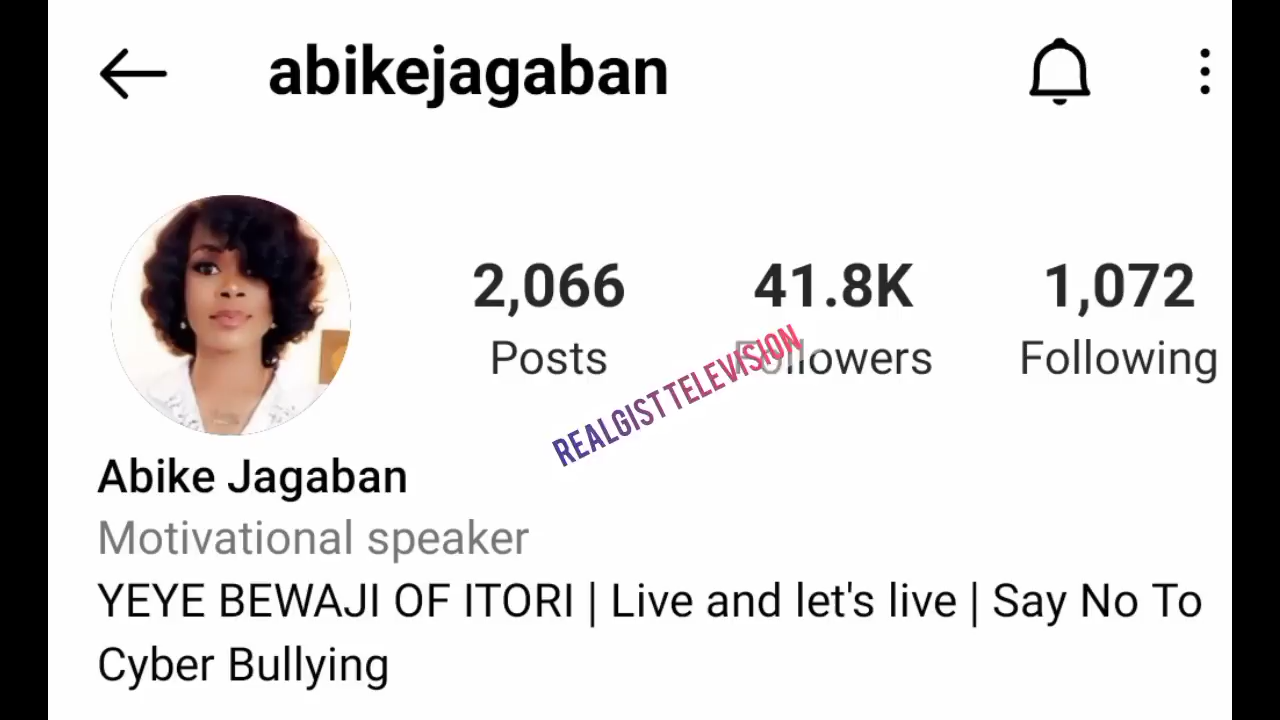 abikejagaban
2,066 41.8K 1,072
Posts Followers Following
REALGIST TELEVISION
Abike Jagaban
Motivational speaker
YEYE BEWAJI OF ITORI | Live and let's live | Say No To
Cyber Bullying